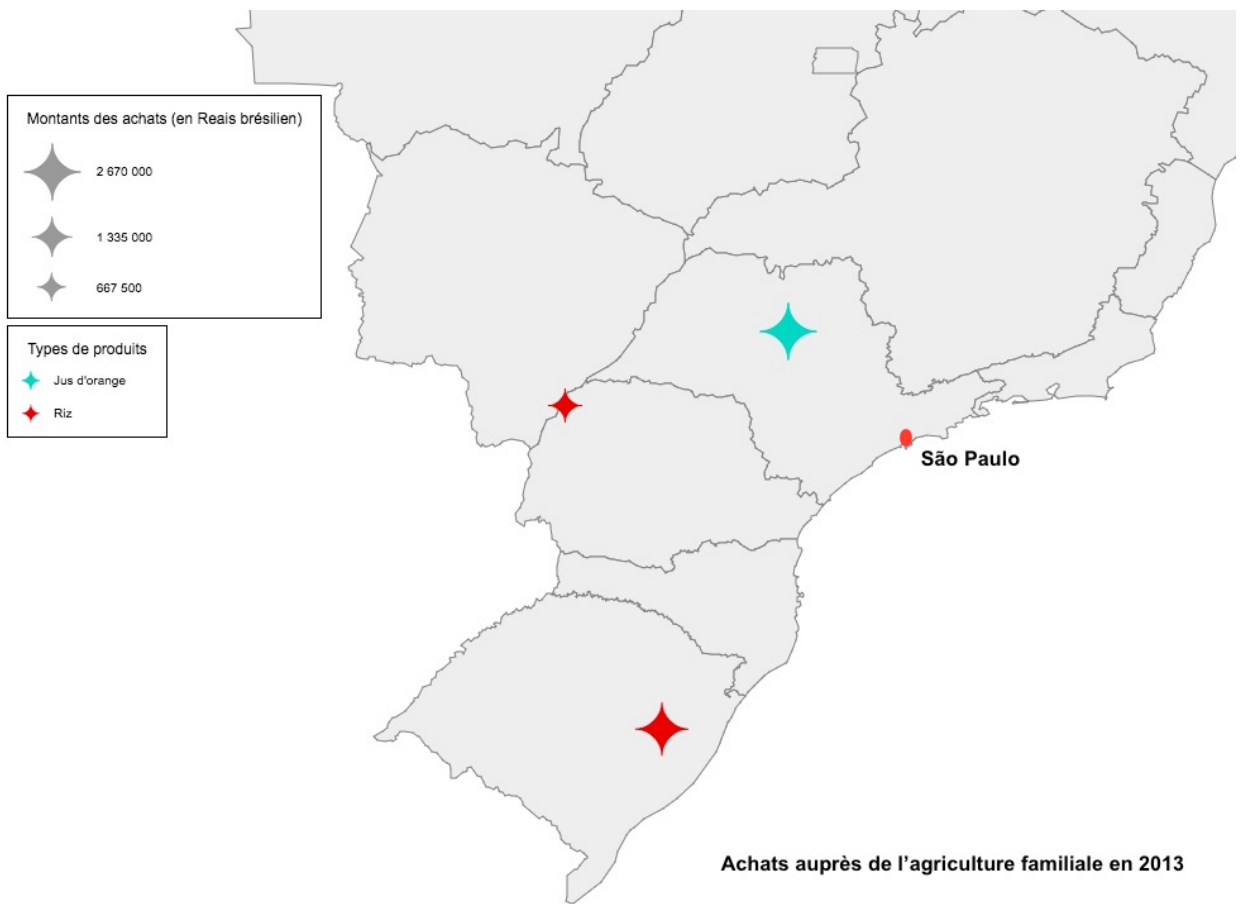 Montants des achats (en Reais brésilien)
2 670 000
1 335 000
667 500
Types de produits
Jus d'orange
Riz
São Paulo
Achats auprès de l’agriculture familiale en 2013